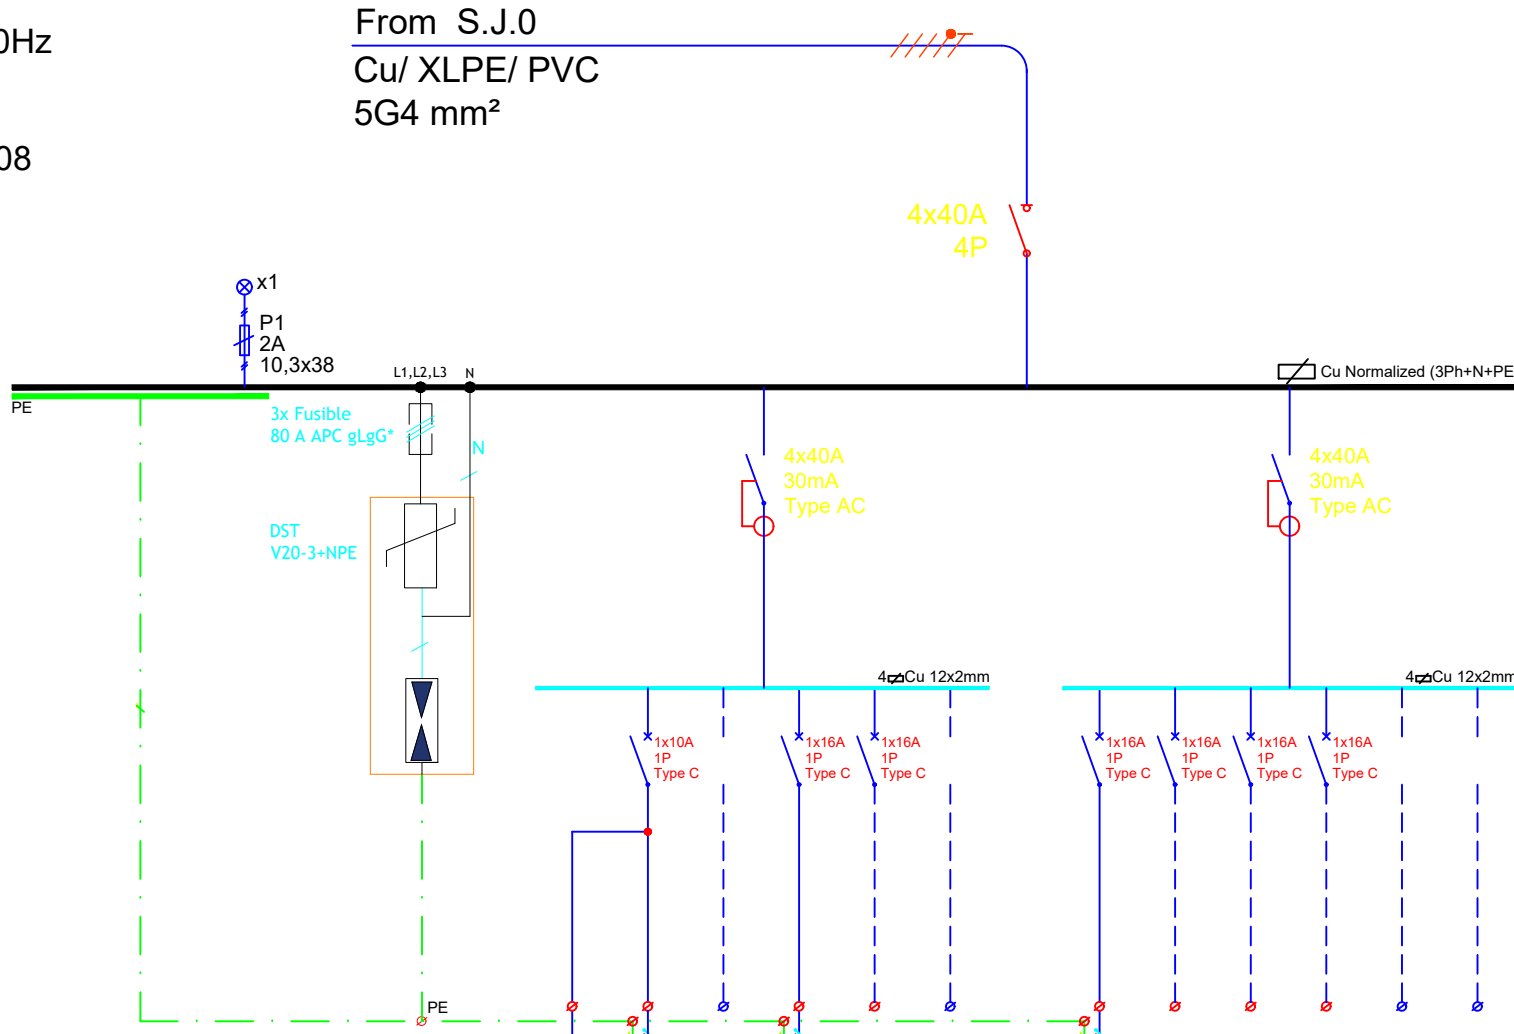 From S.J.0
0Hz
Cu/ XLPE/ PVC
5G4 mm²
08
4x40A
4P
x1
P1
2A
10,3x38
L1,L2,L3
N
Cu Normalized (3Ph+N+PE
PE
3x Fusible
80 A APC gLgG*
N
4x40A
30mA
Type AC
4x40A
30mA
Type AC
DST
V20-3+NPE
4 Cu 12x2mm
4 Cu 12x2mm
1x10A
1P
Type C
1x16A
1P
Type C
1x16A
1P
Type C
1x16A
1P
Type C
1x16A
1P
Type C
1x16A
1P
Type C
1x16A
1P
Type C
PE